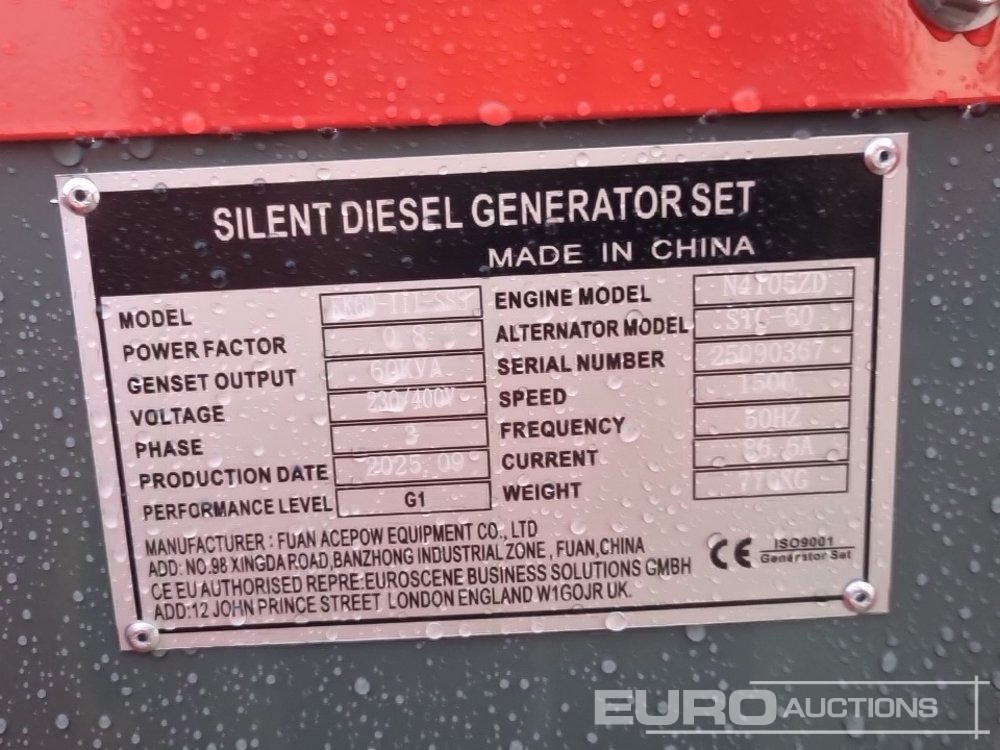 SILENT DIESEL GENERATOR SET
MADE IN CHINA
MODEL
POWER FACTOR 0.8
GENSET OUTPUT 60KVA
VOLTAGE 230/400V
PHASE 3
PRODUCTION DATE 2025.09
PERFORMANCE LEVEL G1
ENGINE MODEL N4105ZD
ALTERNATOR MODEL STC-60
SERIAL NUMBER 25090367
SPEED 1500
FREQUENCY 50HZ
CURRENT 86.6A
WEIGHT 770KG
MANUFACTURER : FUAN ACEPOW EQUIPMENT CO., LTD
ADD: NO.98 XINGDA ROAD,BANZHONG INDUSTRIAL ZONE , FUAN,CHINA
CE EU AUTHORISED REPRE:EUROSCENE BUSINESS SOLUTIONS GMBH
ADD:12 JOHN PRINCE STREET LONDON ENGLAND W1GOJR UK.
CE ISO9001
Generator Set
EURO AUCTIONS